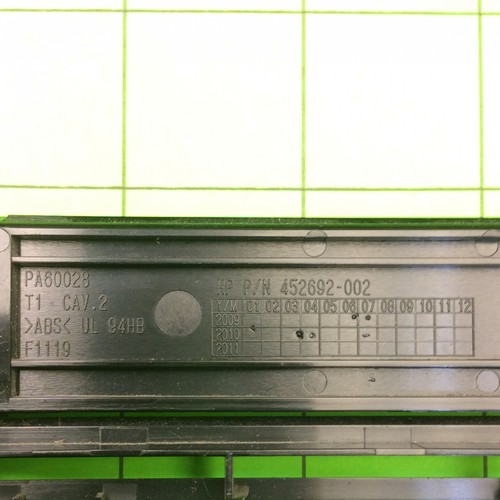 PA60028
T1 CAV.2
>ABS< UL 94HB
F1119
HP P/N 452692-002
Y/M 01 02 03 04 05 06 07 08 09 10 11 12
2009
2010
2011